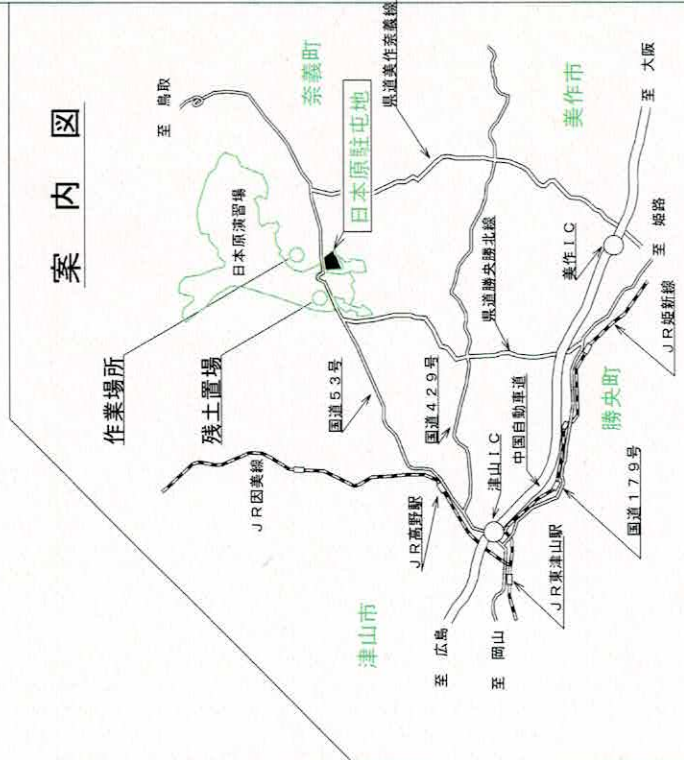 案内図
至 鳥取
奈義町
日本原演習場
日本原駐屯地
県道美作奈義線
作業場所
残土置場
国道53号
国道429号
県道勝央勝北線
美作市
至 大阪
美作IC
至 姫路
JR姫新線
勝央町
JR因美線
JR高野駅
津山IC
中国自動車道
国道179号
JR東津山駅
津山市
至 広島
至 岡山